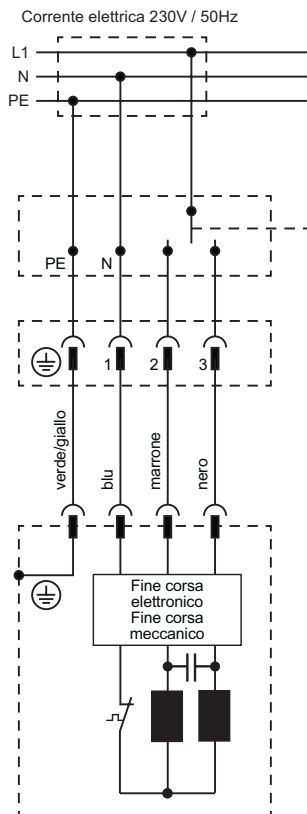 Corrente elettrica 230V / 50Hz
L1
N
PE
PE
N
1
2
3
verde/giallo
blu
marrone
nero
Fine corsa
elettronico
Fine corsa
meccanico